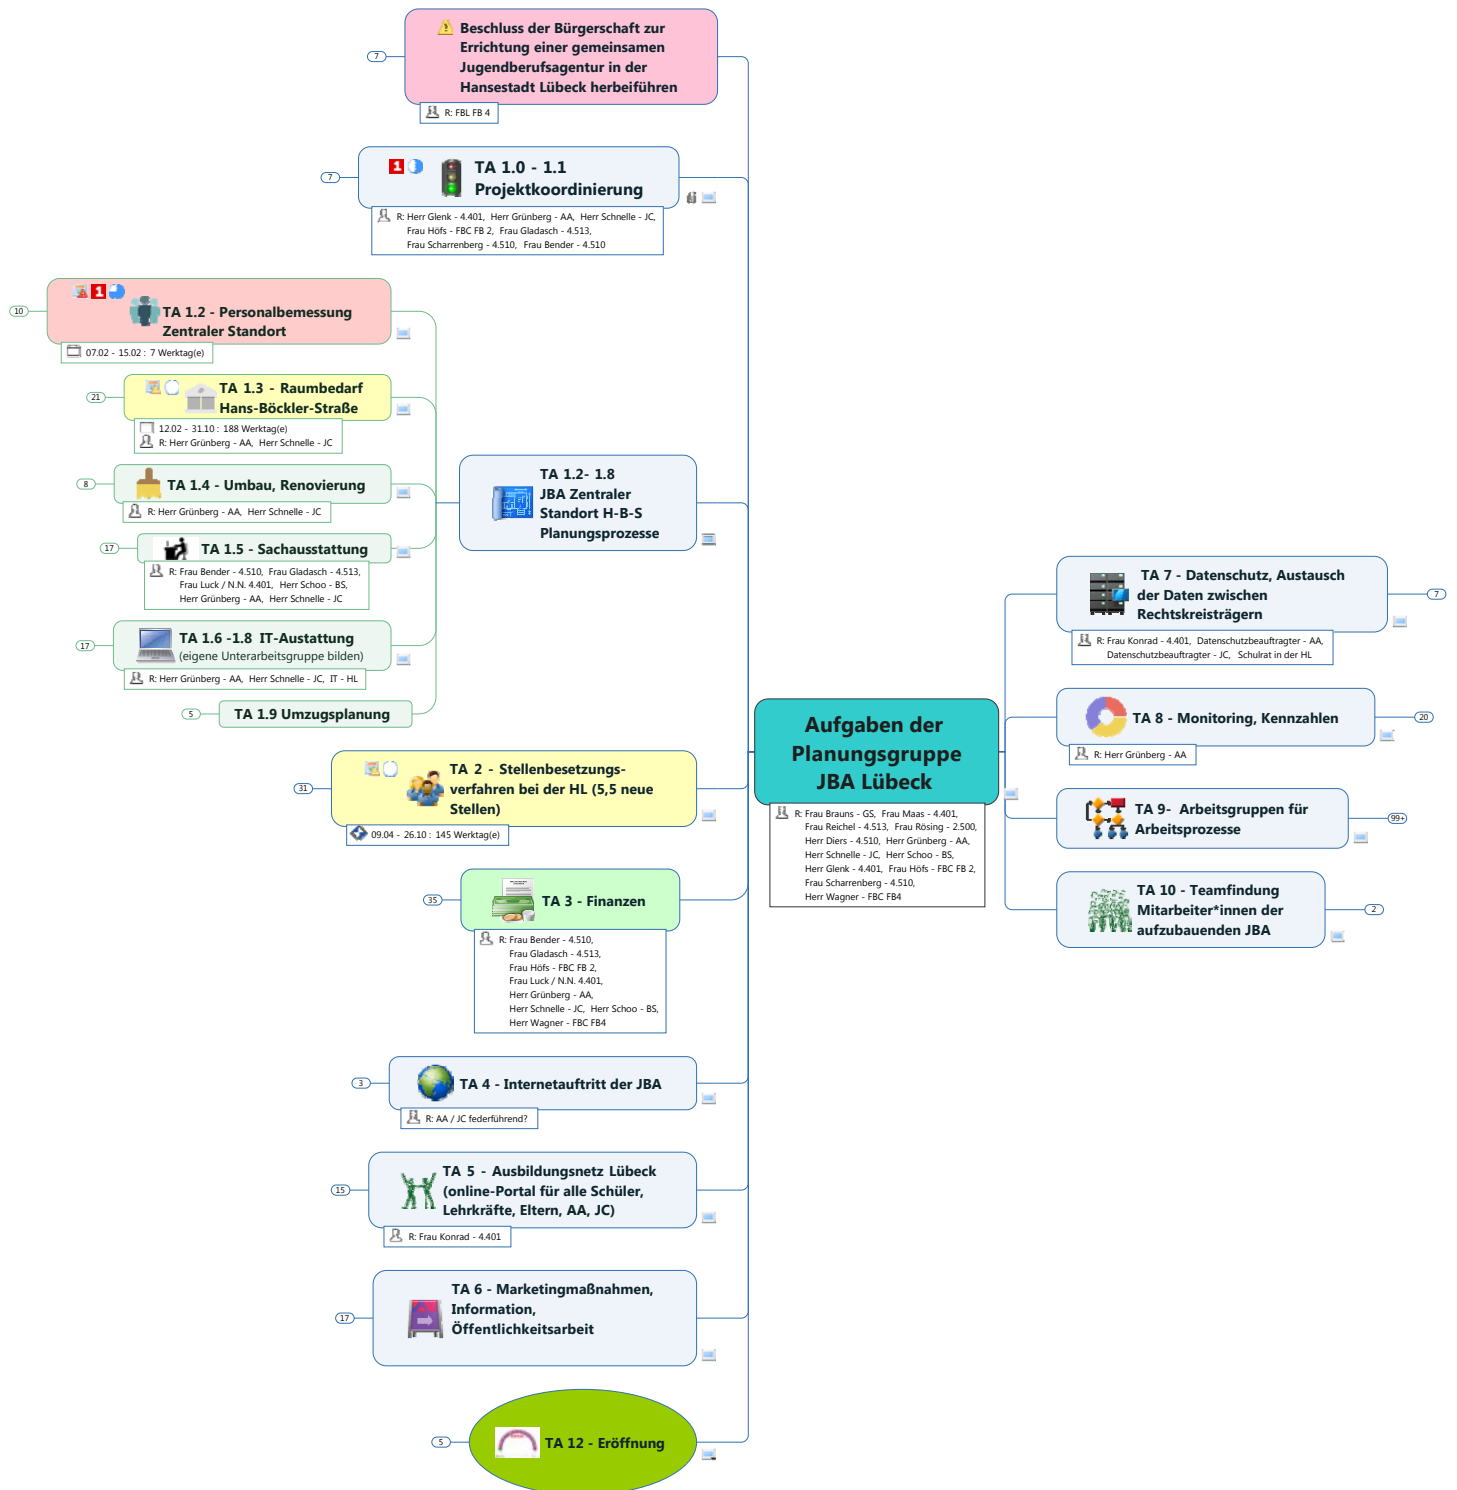 Beschluss der Bürgerschaft zur
Errichtung einer gemeinsamen
Jugendberufsagentur in der
Hansestadt Lübeck herbeiführen
7
R: FBL FB 4
TA 1.0 - 1.1
Projektkoordinierung
1
7
R: Herr Glenk - 4.401, Herr Grünberg - AA, Herr Schnelle - JC,
Frau Höfs - FBC FB 2, Frau Gladasch - 4.513,
Frau Scharrenberg - 4.510, Frau Bender - 4.510
1
TA 1.2 - Personalbemessung
Zentraler Standort
10
07.02 - 15.02 : 7 Werktag(e)
TA 1.3 - Raumbedarf
Hans-Böckler-Straße
21
12.02 - 31.10 : 188 Werktag(e)
R: Herr Grünberg - AA, Herr Schnelle - JC
TA 1.4 - Umbau, Renovierung
8
R: Herr Grünberg - AA, Herr Schnelle - JC
TA 1.5 - Sachausstattung
17
R: Frau Bender - 4.510, Frau Gladasch - 4.513,
Frau Luck / N.N. 4.401, Herr Schoo - BS,
Herr Grünberg - AA, Herr Schnelle - JC
TA 1.6 -1.8 IT-Austattung
(eigene Unterarbeitsgruppe bilden)
17
R: Herr Grünberg - AA, Herr Schnelle - JC, IT - HL
TA 1.9 Umzugsplanung
5
TA 1.2- 1.8
JBA Zentraler
Standort H-B-S
Planungsprozesse
TA 2 - Stellenbesetzungs-
verfahren bei der HL (5,5 neue
Stellen)
31
09.04 - 26.10 : 145 Werktag(e)
TA 3 - Finanzen
35
R: Frau Bender - 4.510,
Frau Gladasch - 4.513,
Frau Höfs - FBC FB 2,
Frau Luck / N.N. 4.401,
Herr Grünberg - AA,
Herr Schnelle - JC, Herr Schoo - BS,
Herr Wagner - FBC FB4
TA 4 - Internetauftritt der JBA
3
R: AA / JC federführend?
TA 5 - Ausbildungsnetz Lübeck
(online-Portal für alle Schüler,
Lehrkräfte, Eltern, AA, JC)
15
R: Frau Konrad - 4.401
TA 6 - Marketingmaßnahmen,
Information,
Öffentlichkeitsarbeit
17
TA 12 - Eröffnung
5
Aufgaben der
Planungsgruppe
JBA Lübeck
R: Frau Brauns - GS, Frau Maas - 4.401,
Frau Reichel - 4.513, Frau Rösing - 2.500,
Herr Diers - 4.510, Herr Grünberg - AA,
Herr Schnelle - JC, Herr Schoo - BS,
Herr Glenk - 4.401, Frau Höfs - FBC FB 2,
Frau Scharrenberg - 4.510,
Herr Wagner - FBC FB4
TA 7 - Datenschutz, Austausch
der Daten zwischen
Rechtskreisträgern
7
R: Frau Konrad - 4.401, Datenschutzbeauftragter - AA,
Datenschutzbeauftragter - JC, Schulrat in der HL
TA 8 - Monitoring, Kennzahlen
20
R: Herr Grünberg - AA
TA 9- Arbeitsgruppen für
Arbeitsprozesse
99+
TA 10 - Teamfindung
Mitarbeiter*innen der
aufzubauenden JBA
2